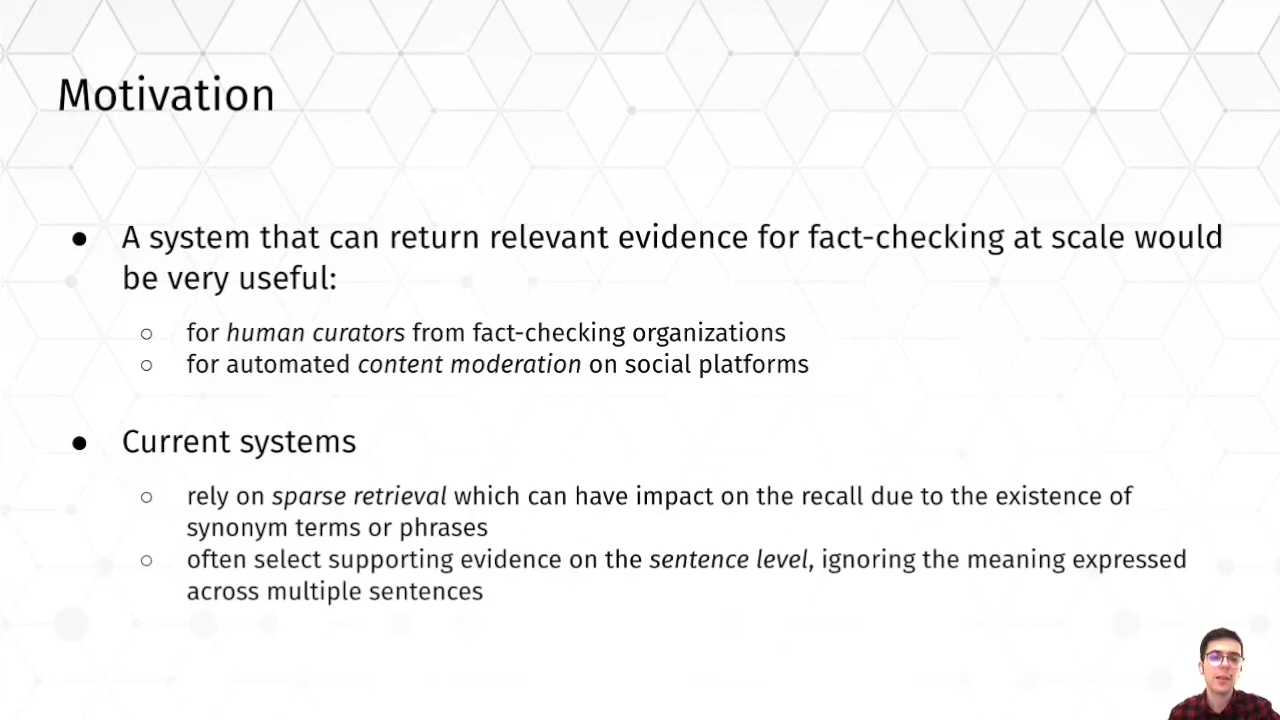 Motivation
● A system that can return relevant evidence for fact-checking at scale would
be very useful:
○ for human curators from fact-checking organizations
○ for automated content moderation on social platforms
● Current systems
○ rely on sparse retrieval which can have impact on the recall due to the existence of
synonym terms or phrases
○ often select supporting evidence on the sentence level, ignoring the meaning expressed
across multiple sentences